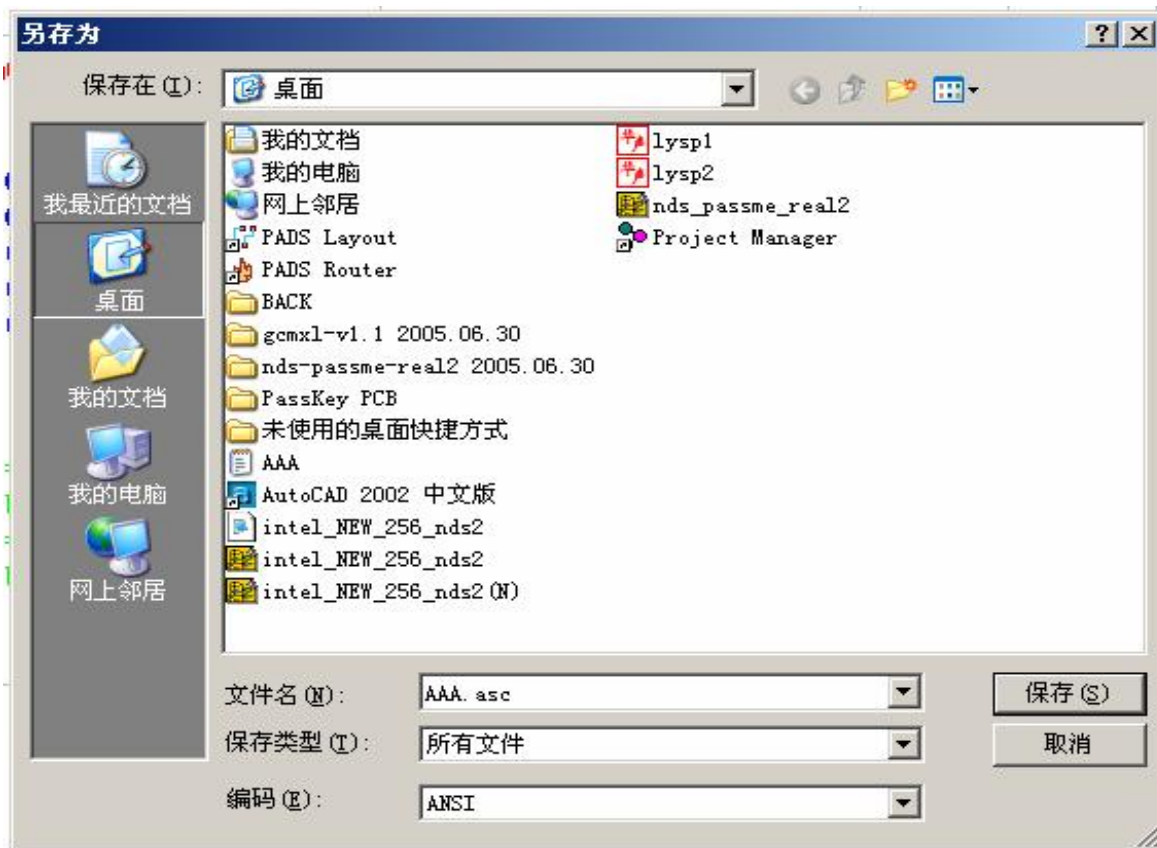 另存为
保存在(I): 桌面
我最近的文档
桌面
我的文档
我的电脑
网上邻居
我的文档
我的电脑
网上邻居
PADS Layout
PADS Router
BACK
gcmxl-v1.1 2005.06.30
nds-passme-real2 2005.06.30
PassKey PCB
未使用的桌面快捷方式
AAA
AutoCAD 2002 中文版
intel_NEW_256_nds2
intel_NEW_256_nds2
intel_NEW_256_nds2(N)
lysp1
lysp2
nds_passme_real2
Project Manager
文件名(N): AAA.asc 保存(S)
保存类型(T): 所有文件 取消
编码(E): ANSI